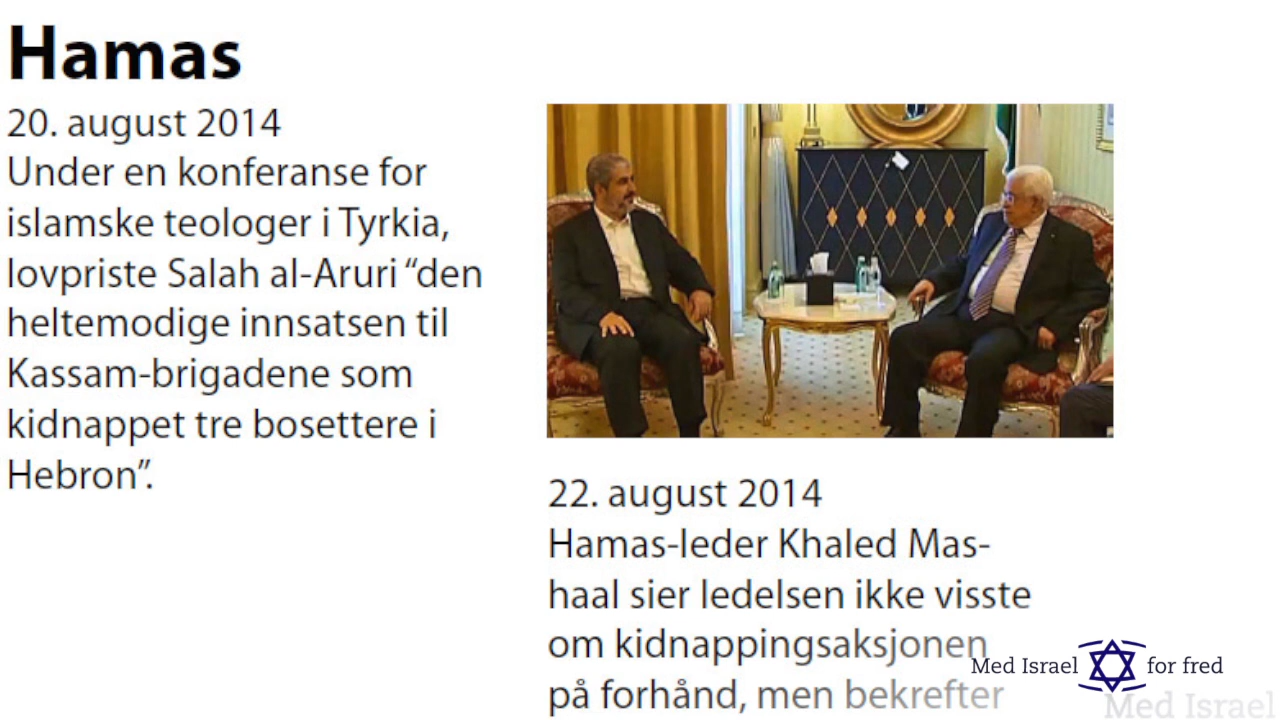 Hamas
20. august 2014
Under en konferanse for
islamske teologer i Tyrkia,
lovpriste Salah al-Aruri “den
heltemodige innsatsen til
Kassam-brigadene som
kidnappet tre bosettere i
Hebron”.
22. august 2014
Hamas-leder Khaled Mas-
haal sier ledelsen ikke visste
om kidnappingsaksjonen
på forhånd, men bekrefter
Med Israel for fred
Med Israel